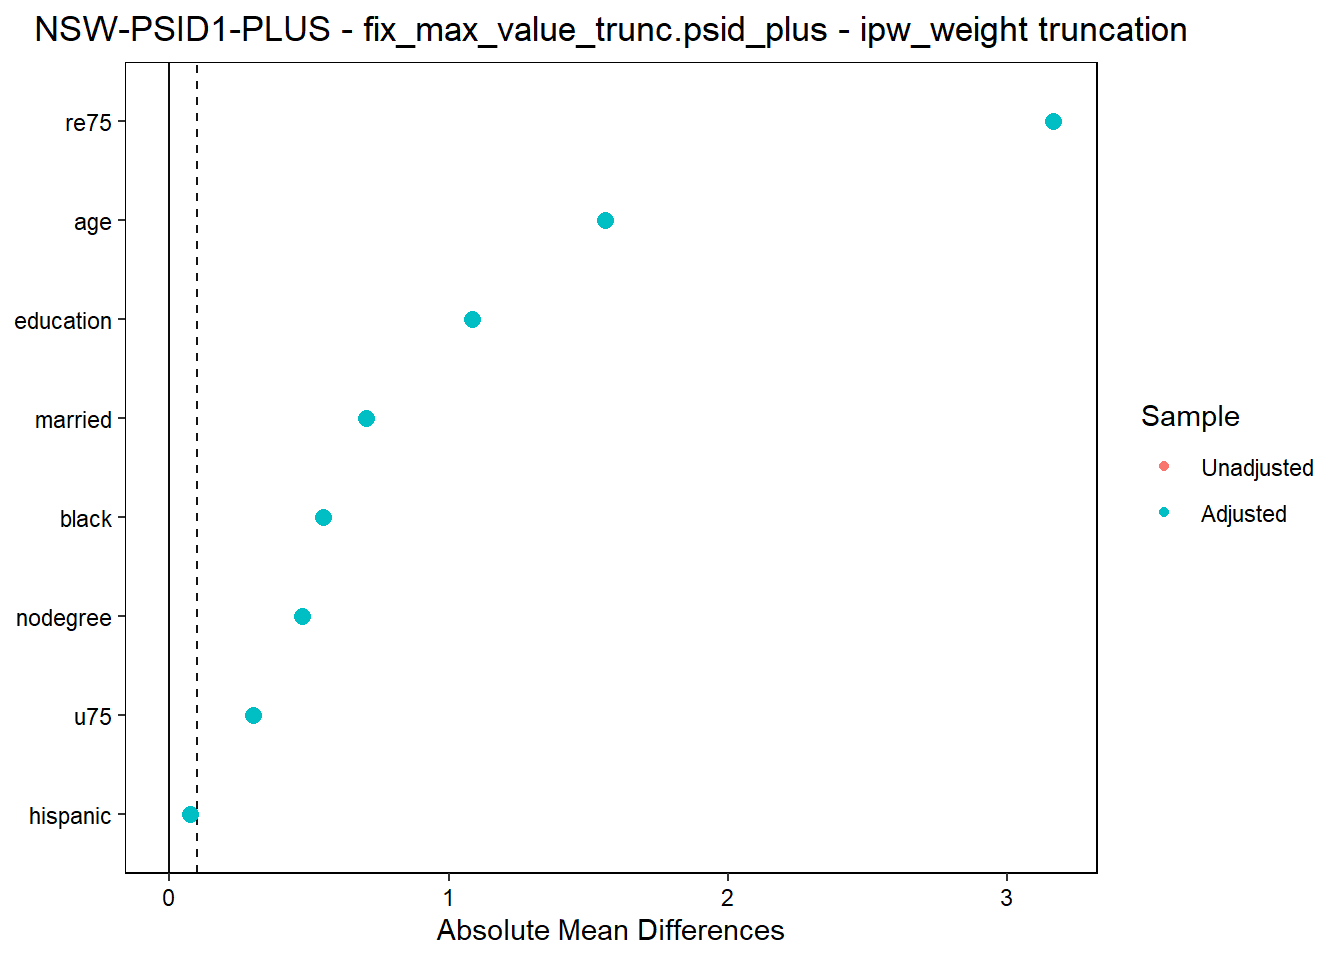 NSW-PSID1-PLUS - fix_max_value_trunc.psid_plus - ipw_weight truncation
re75
age
education
married
black
nodegree
u75
hispanic
0 1 2 3
Absolute Mean Differences
Sample
Unadjusted
Adjusted